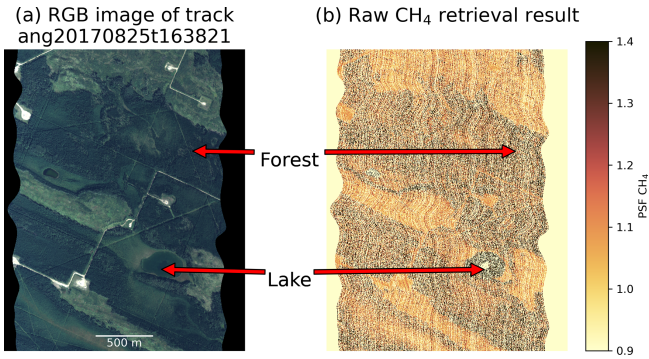 (a) RGB image of track
ang20170825t163821
(b) Raw CH₄ retrieval result
Forest
Lake
500 m
1.4
1.3
1.2
1.1
1.0
0.9
PSF CH₄